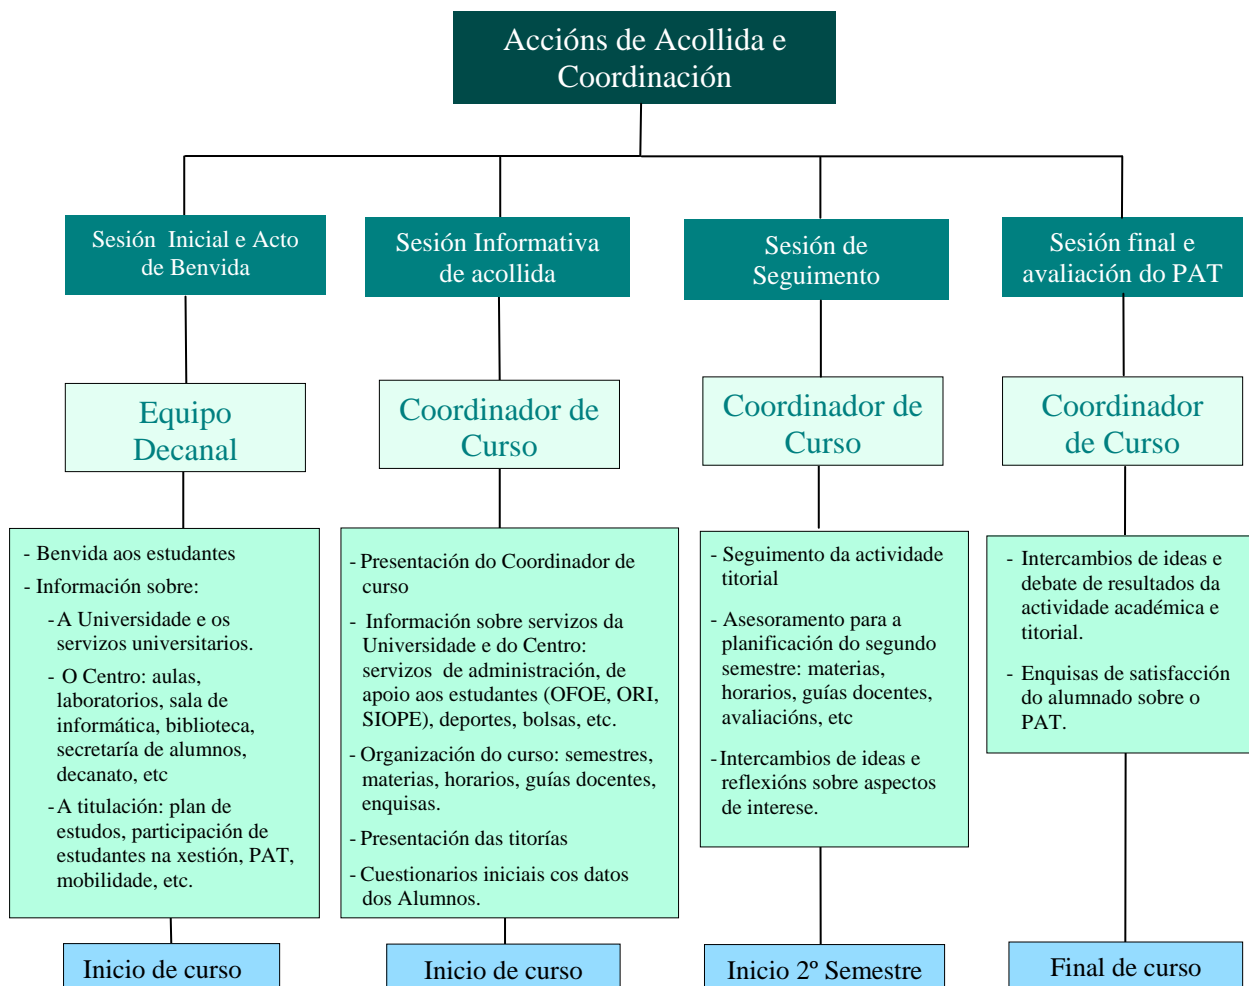 Accións de Acollida e
Coordinación
Sesión Inicial e Acto
de Benvida
Sesión Informativa
de acollida
Sesión de
Seguimento
Sesión final e
avaliación do PAT
Equipo
Decanal
Coordinador de
Curso
Coordinador de
Curso
Coordinador
de Curso
- Benvida aos estudantes
- Información sobre:
- A Universidade e os
servizos universitarios.
- O Centro: aulas,
laboratorios, sala de
informática, biblioteca,
secretaría de alumnos,
decanato, etc
- A titulación: plan de
estudos, participación de
estudantes na xestión, PAT,
mobilidade, etc.
- Presentación do Coordinador de
curso
- Información sobre servizos da
Universidade e do Centro:
servizos de administración, de
apoio aos estudantes (OFOE, ORI,
SIOPE), deportes, bolsas, etc.
- Organización do curso: semestres,
materias, horarios, guías docentes,
enquisas.
- Presentación das titorías
- Cuestionarios iniciais cos datos
dos Alumnos.
- Seguimento da actividade
titorial
- Asesoramento para a
planificación do segundo
semestre: materias,
horarios, guías docentes,
avaliacións, etc
- Intercambios de ideas e
reflexións sobre aspectos
de interese.
- Intercambios de ideas e
debate de resultados da
actividade académica e
titorial.
- Enquisas de satisfacción
do alumnado sobre o
PAT.
Inicio de curso
Inicio de curso
Inicio 2º Semestre
Final de curso